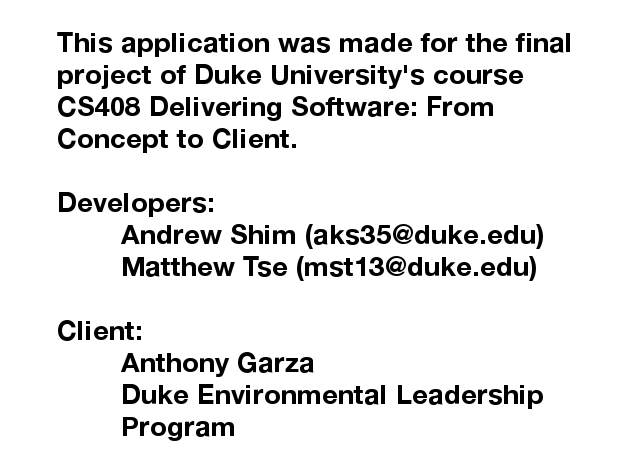 This application was made for the final
project of Duke University's course
CS408 Delivering Software: From
Concept to Client.
Developers:
Andrew Shim (aks35@duke.edu)
Matthew Tse (mst13@duke.edu)
Client:
Anthony Garza
Duke Environmental Leadership
Program